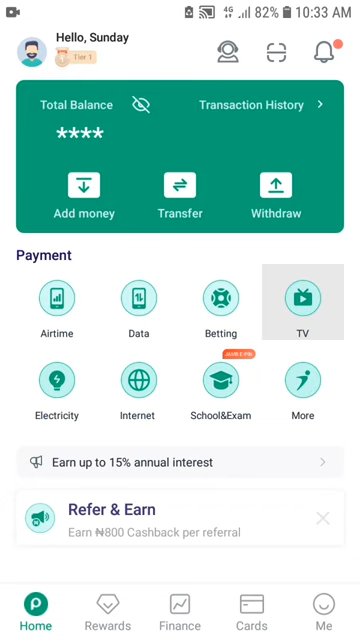 4G 82% 10:33 AM
Hello, Sunday
Tier 1
Total Balance Transaction History >
****
Add money Transfer Withdraw
Payment
Airtime Data Betting TV
JAMB E-PIN
Electricity Internet School&Exam More
Earn up to 15% annual interest >
Refer & Earn
Earn ₦800 Cashback per referral
Home Rewards Finance Cards Me